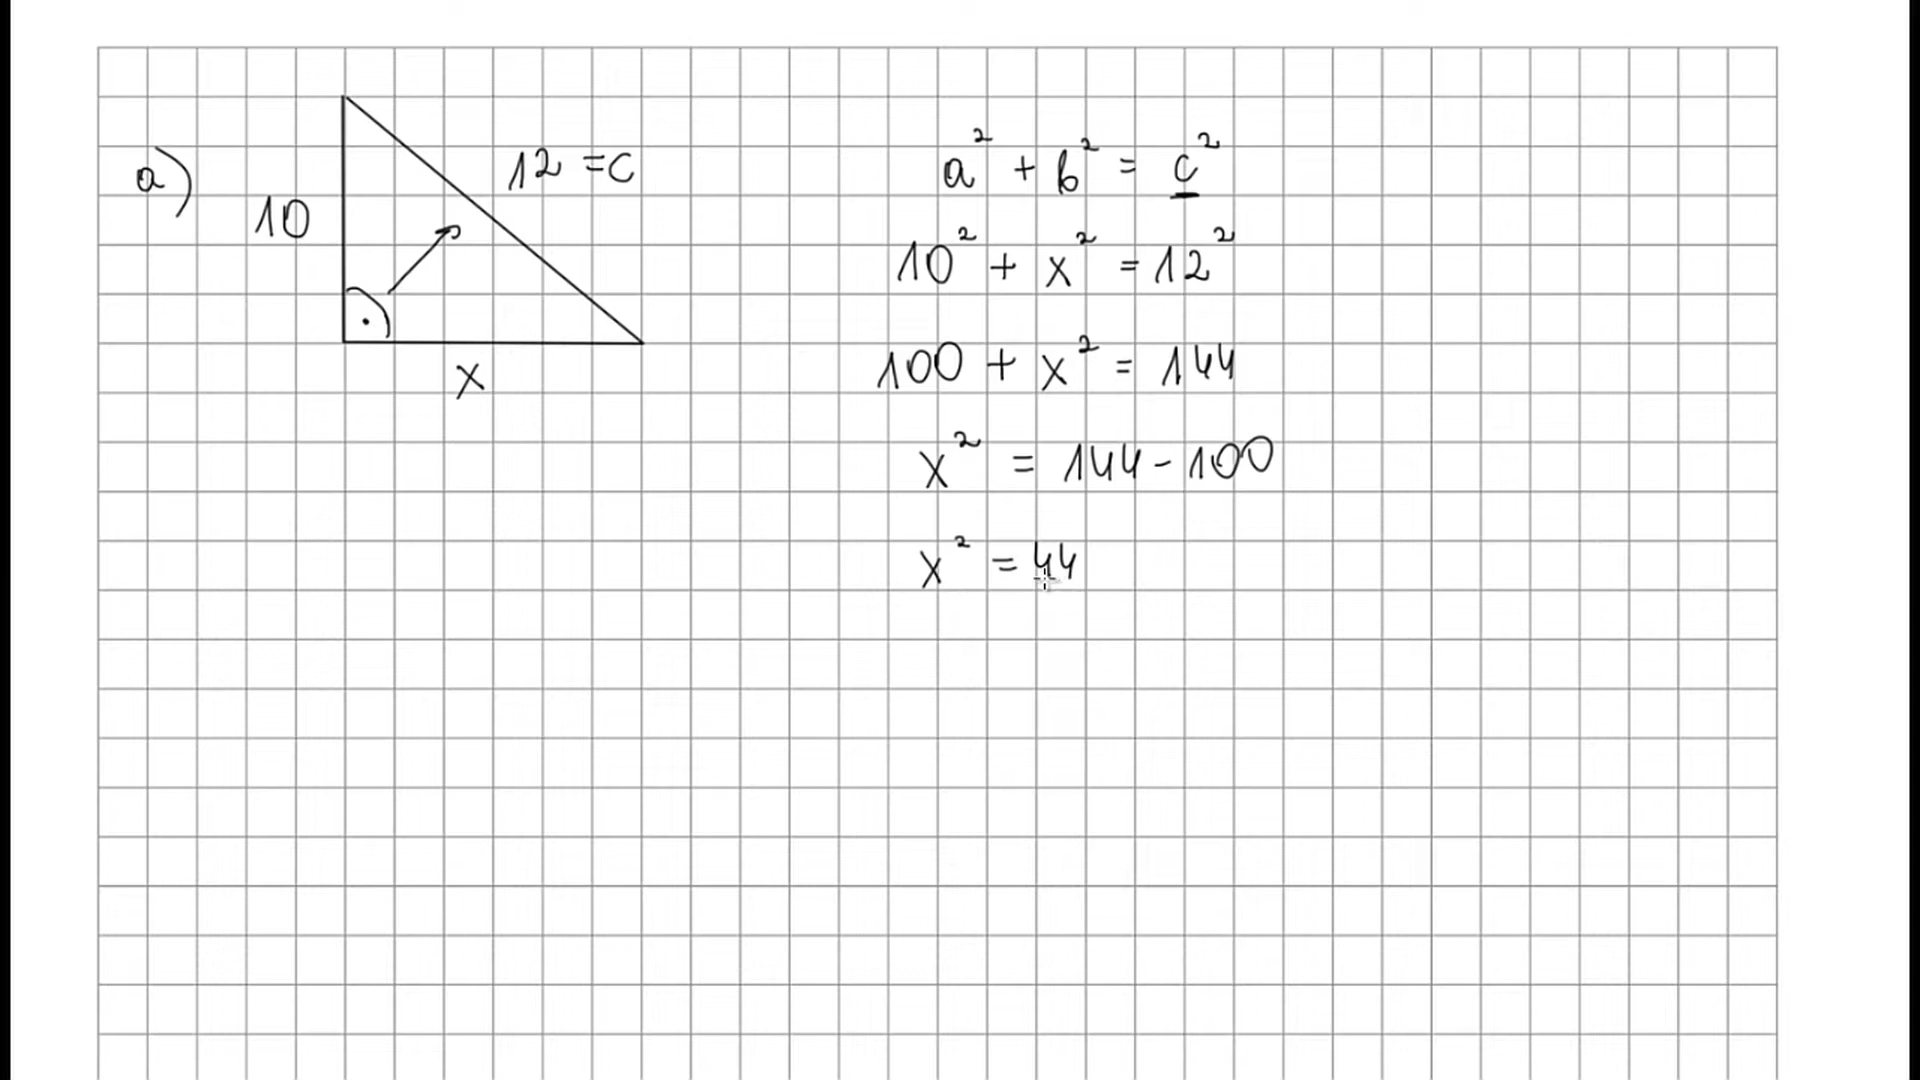 a)
10
12 = c
x
a² + b² = c²
10² + x² = 12²
100 + x² = 144
x² = 144 - 100
x² = 44